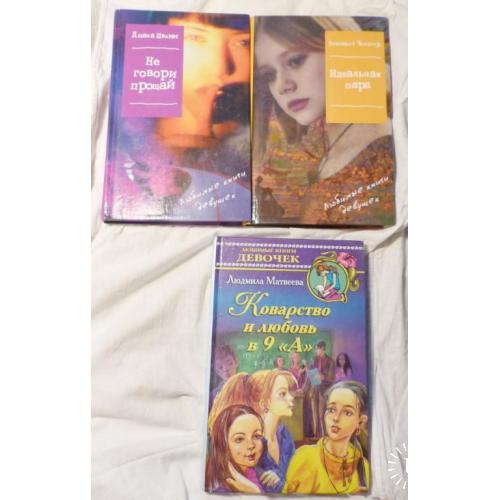 Не
говори
прощай
Любимые книги
девушек
Идеальная
пара
Любимые книги
девушек
ЛЮБИМЫЕ КНИГИ
ДЕВОЧЕК
Людмила Матвеева
Коварство
и любовь
в 9 «А»